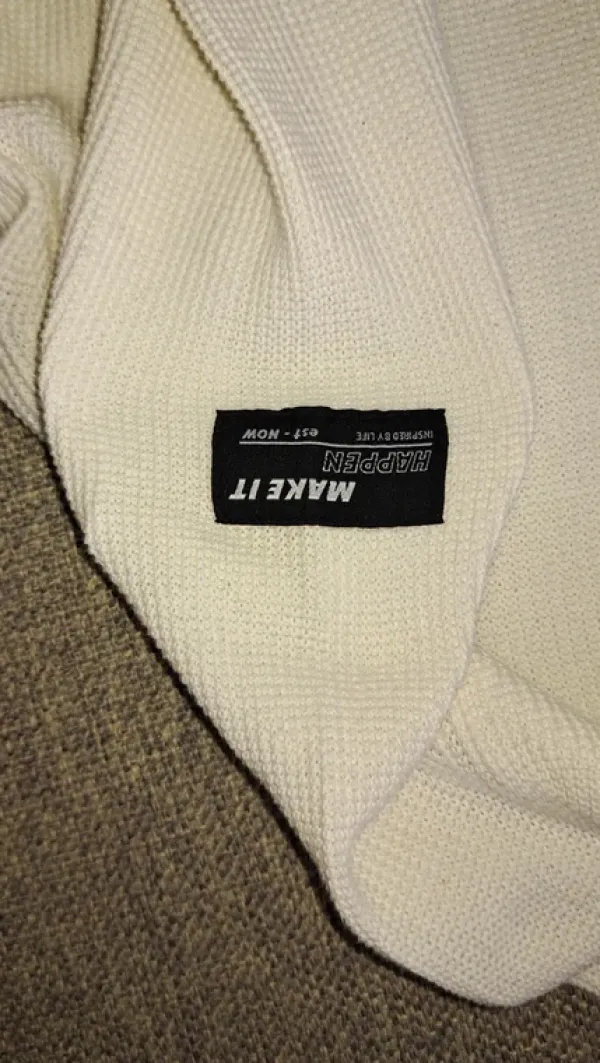 MAKE IT
HAPPEN
INSPIRED BY LIFE est - NOW